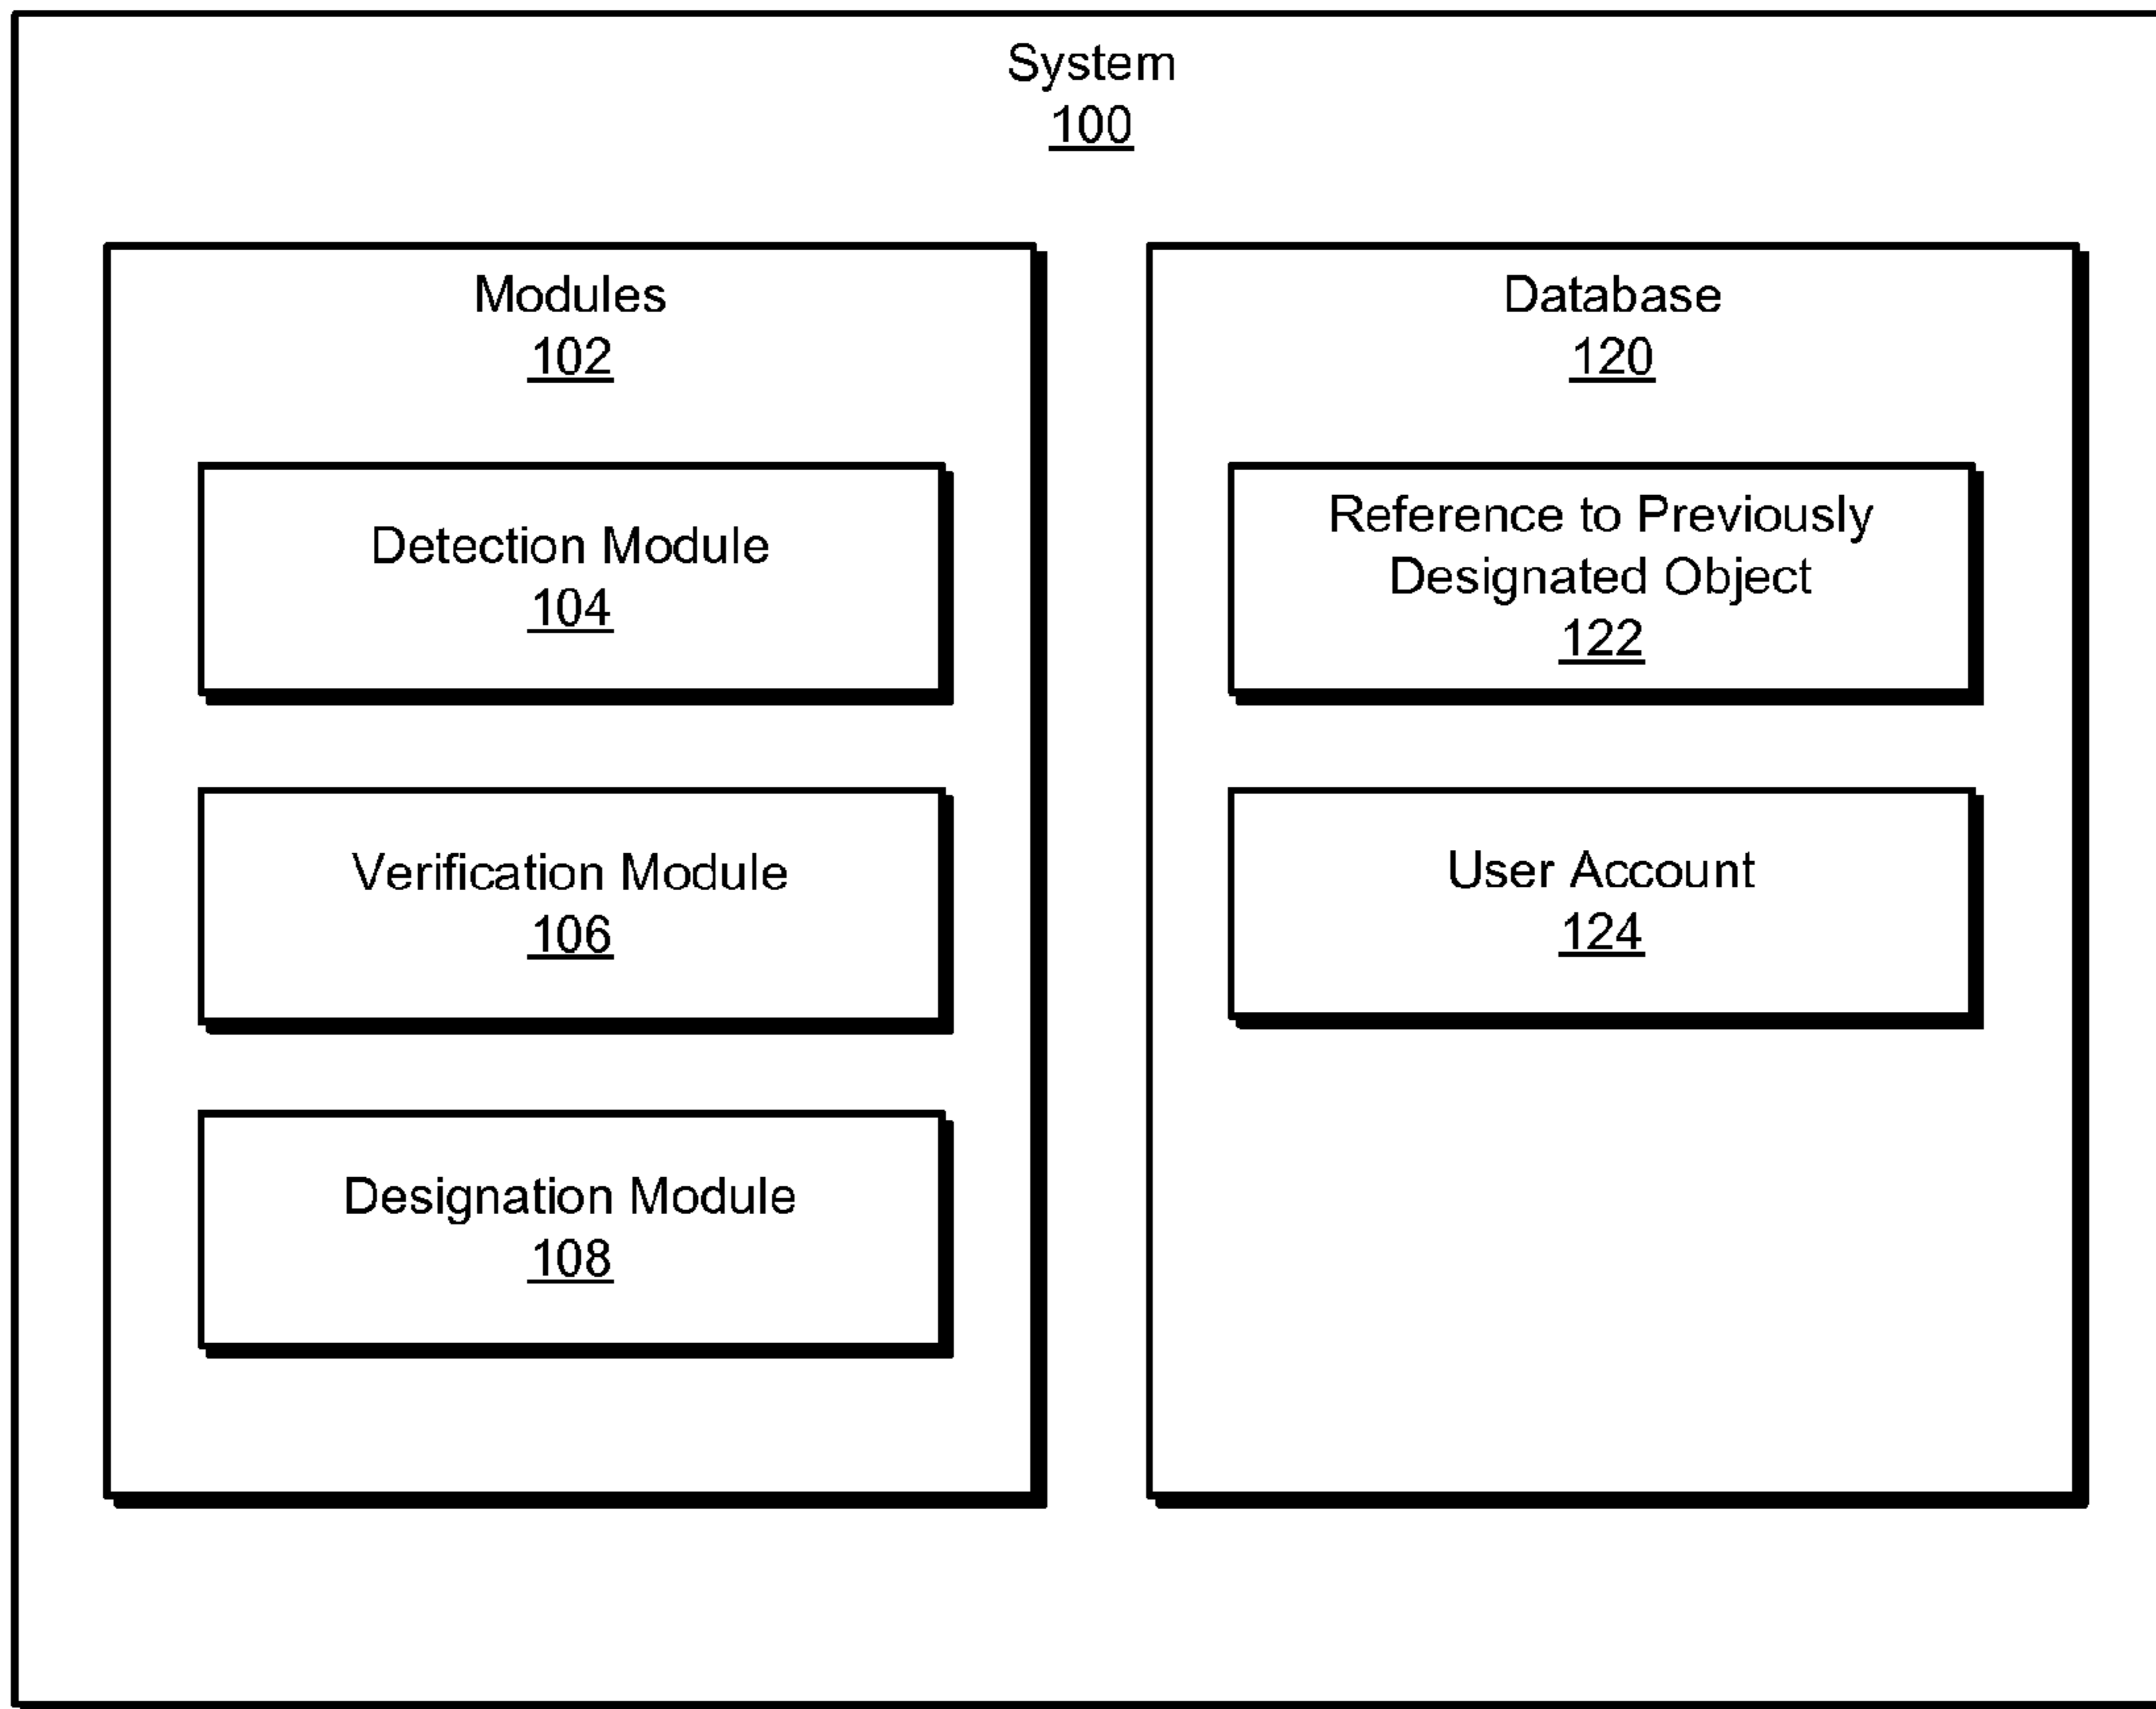 System
100
Modules
102
Detection Module
104
Verification Module
106
Designation Module
108
Database
120
Reference to Previously
Designated Object
122
User Account
124